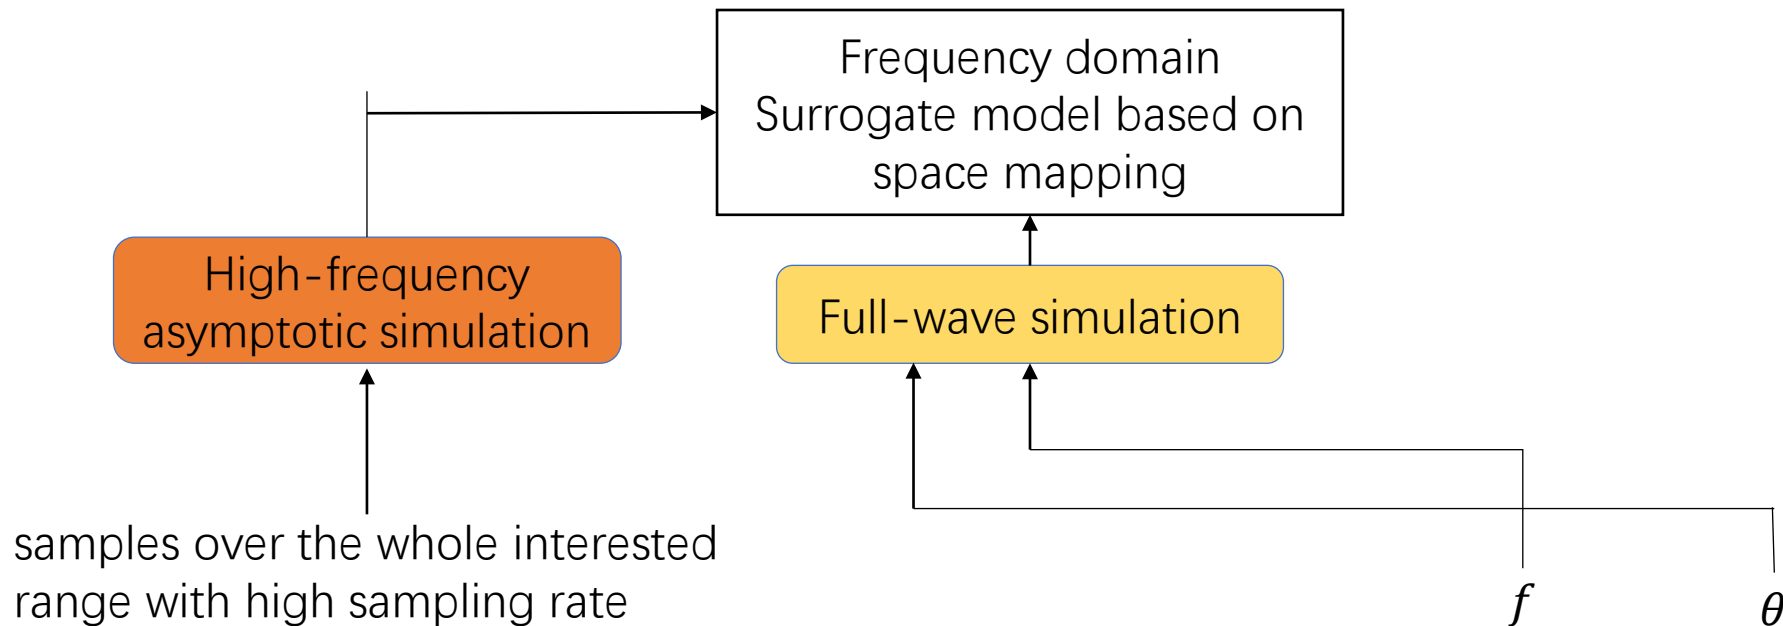 Frequency domain
Surrogate model based on
space mapping
High-frequency
asymptotic simulation
Full-wave simulation
samples over the whole interested
range with high sampling rate
f
θ